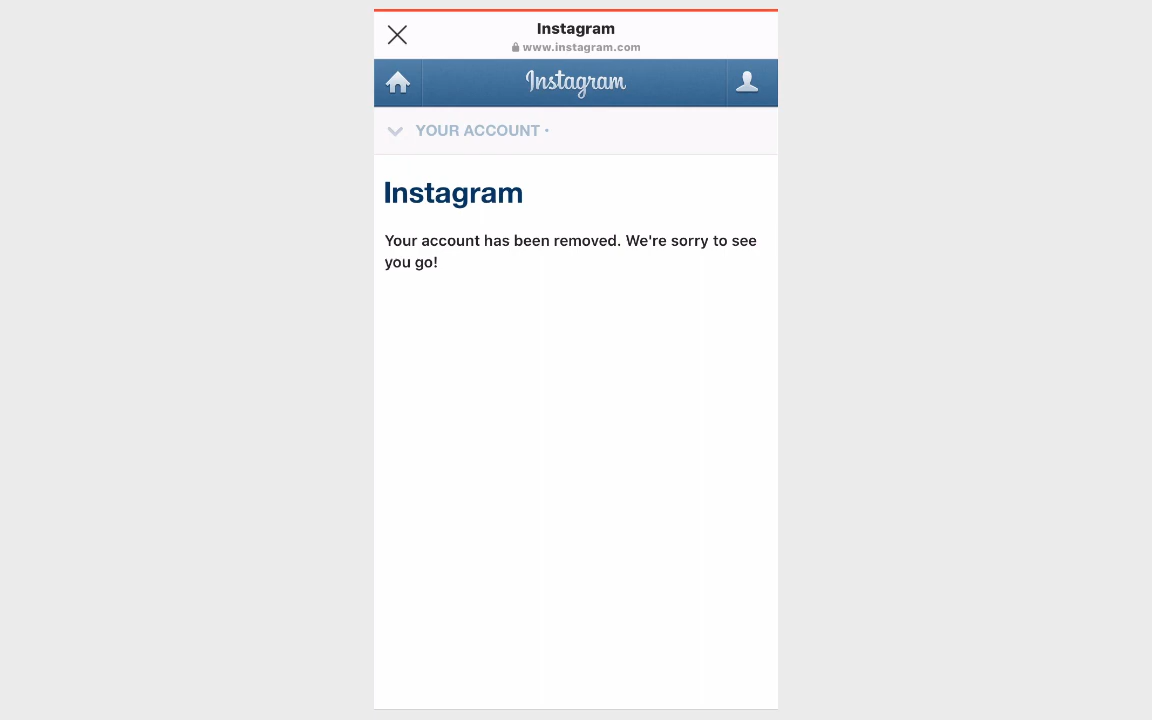 Instagram
www.instagram.com
Instagram
YOUR ACCOUNT ·
Instagram
Your account has been removed. We're sorry to see
you go!